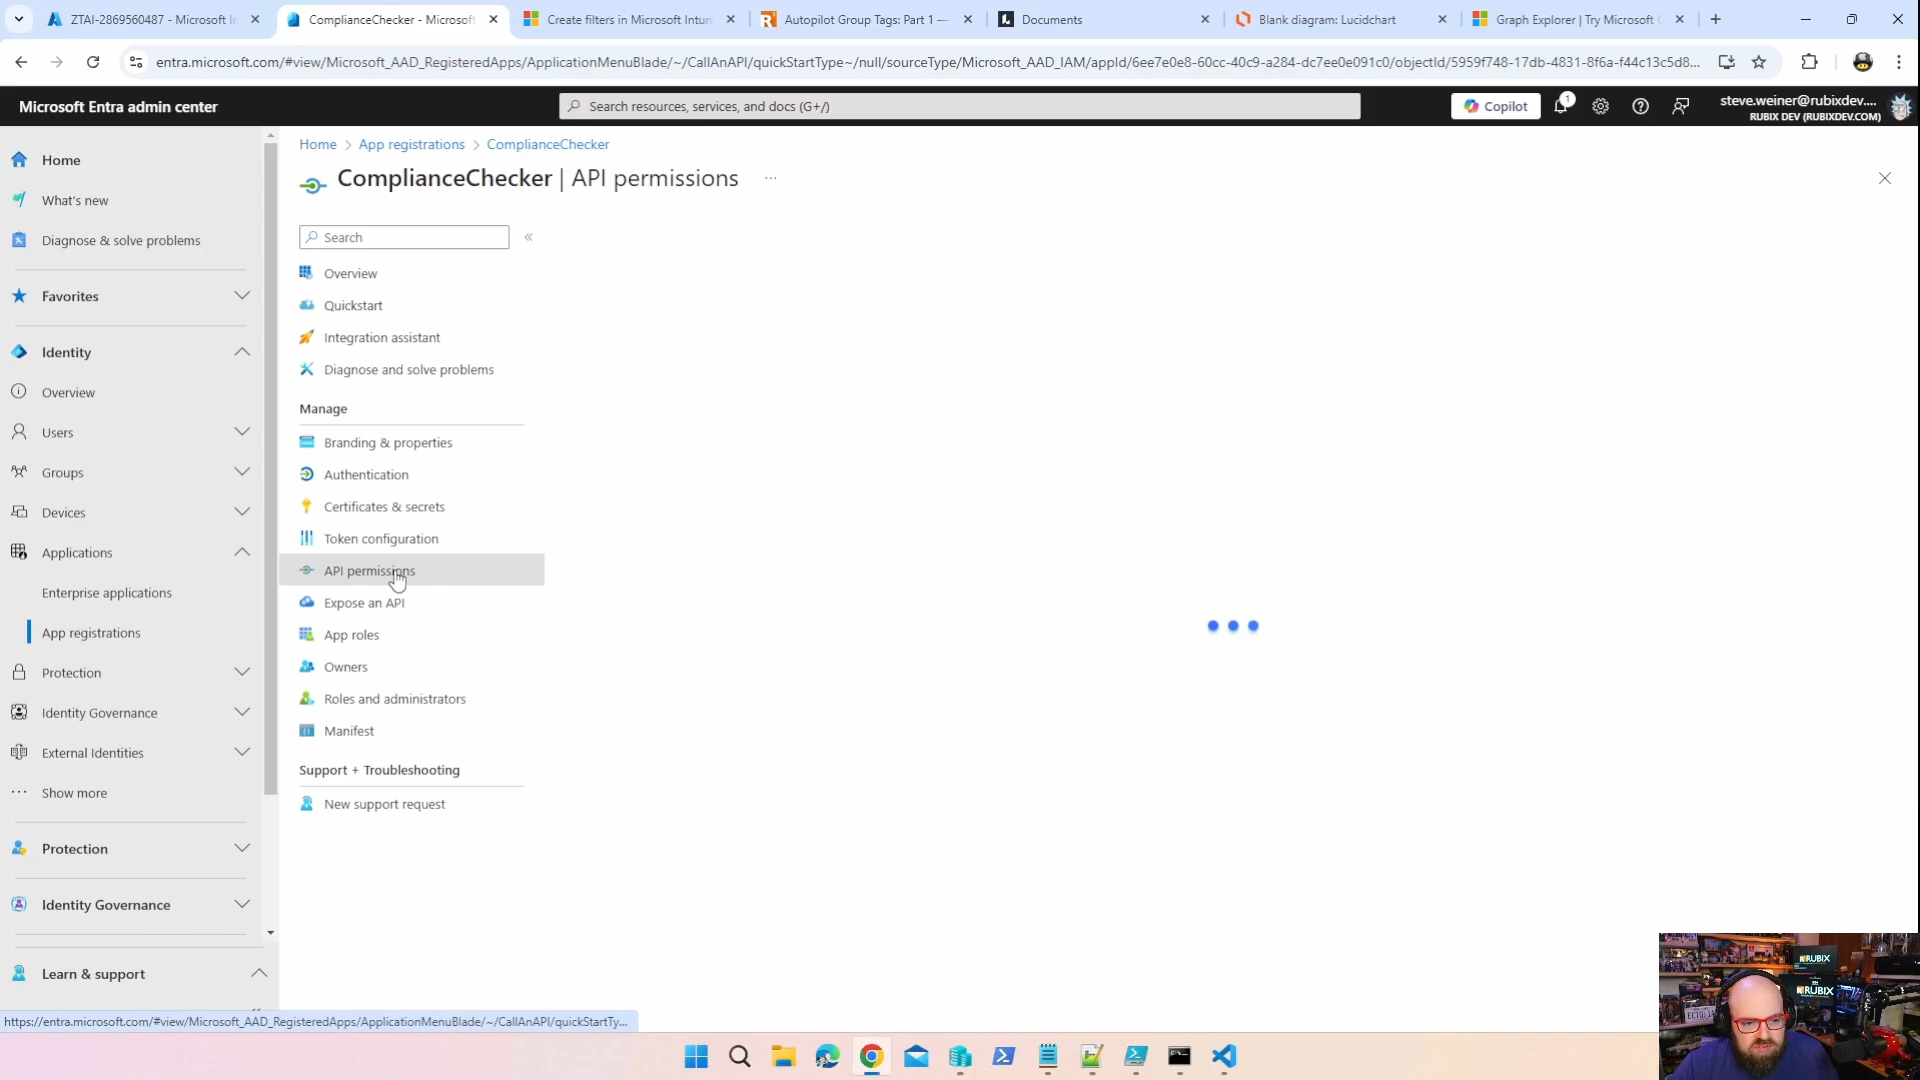 ZTAI-2869560487 - Microsoft In
ComplianceChecker - Microsoft
Create filters in Microsoft Intun
Autopilot Group Tags: Part 1 —
Documents
Blank diagram: Lucidchart
Graph Explorer | Try Microsoft G
entra.microsoft.com/#view/Microsoft_AAD_RegisteredApps/ApplicationMenuBlade/~/CallAnAPI/quickStartType~/null/sourceType/Microsoft_AAD_IAM/appId/6ee7e0e8-60cc-40c9-a284-dc7ee0e091c0/objectId/5959f748-17db-4831-8f6a-f44c13c5d8...
Microsoft Entra admin center
Search resources, services, and docs (G+/)
Copilot
1
steve.weiner@rubixdev....
RUBIX DEV (RUBIXDEV.COM)
Home
What's new
Diagnose & solve problems
Favorites
Identity
Overview
Users
Groups
Devices
Applications
Enterprise applications
App registrations
Protection
Identity Governance
External Identities
Show more
Protection
Identity Governance
Learn & support
Home > App registrations > ComplianceChecker
ComplianceChecker | API permissions ...
Search
Overview
Quickstart
Integration assistant
Diagnose and solve problems
Manage
Branding & properties
Authentication
Certificates & secrets
Token configuration
API permissions
Expose an API
App roles
Owners
Roles and administrators
Manifest
Support + Troubleshooting
New support request
https://entra.microsoft.com/#view/Microsoft_AAD_RegisteredApps/ApplicationMenuBlade/~/CallAnAPI/quickStartTy...
RUBIX
RUBIX